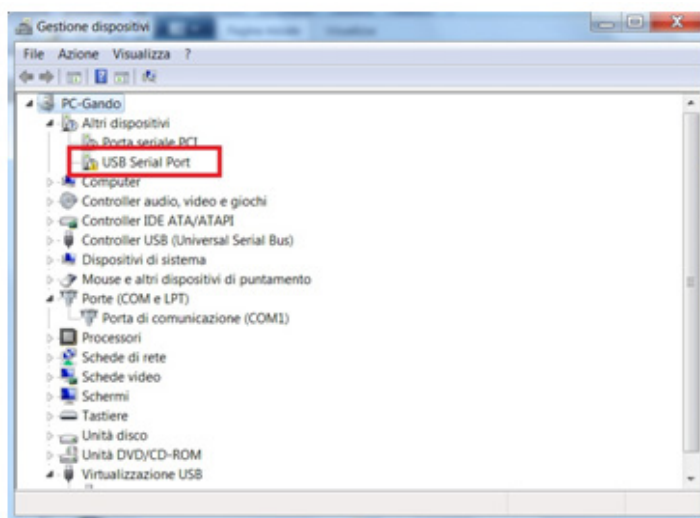 Gestione dispositivi
File Azione Visualizza ?
PC-Gando
Altri dispositivi
Porta seriale PCI
USB Serial Port
Computer
Controller audio, video e giochi
Controller IDE ATA/ATAPI
Controller USB (Universal Serial Bus)
Dispositivi di sistema
Mouse e altri dispositivi di puntamento
Porte (COM e LPT)
Porta di comunicazione (COM1)
Processori
Schede di rete
Schede video
Schermi
Tastiere
Unità disco
Unità DVD/CD-ROM
Virtualizzazione USB